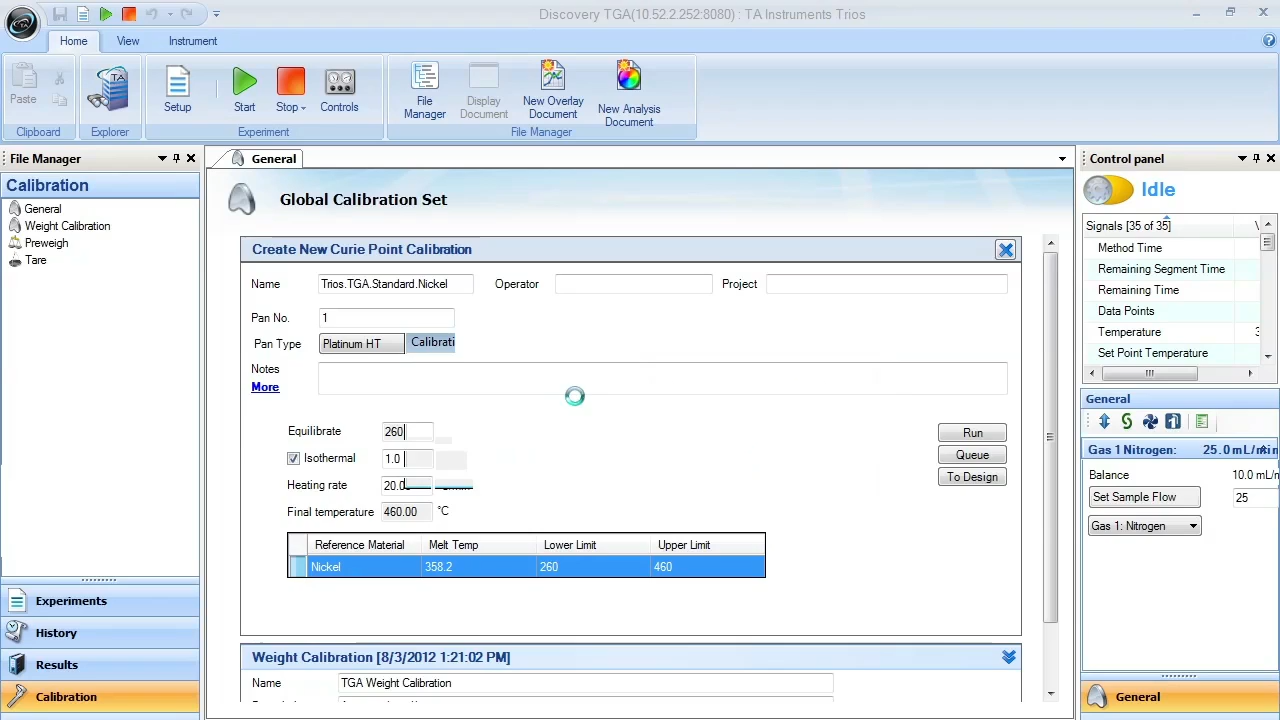 Discovery TGA(10.52.2.252:8080) : TA Instruments Trios
Home View Instrument
Paste
Setup
Start
Stop
Controls
File Manager
Display Document
New Overlay Document
New Analysis Document
Clipboard
Explorer
Experiment
File Manager
File Manager
Calibration
General
Weight Calibration
Preweigh
Tare
Experiments
History
Results
Calibration
General
Global Calibration Set
Create New Curie Point Calibration
Name Trios.TGA.Standard.Nickel Operator Project
Pan No. 1
Pan Type Platinum HT Calibrati
Notes
More
Equilibrate 260
Isothermal 1.0
Heating rate 20.0
Final temperature 460.00 °C
Run
Queue
To Design
Reference Material Melt Temp Lower Limit Upper Limit
Nickel 358.2 260 460
Weight Calibration [8/3/2012 1:21:02 PM]
Name TGA Weight Calibration
Control panel
Idle
Signals [35 of 35]
Method Time
Remaining Segment Time
Remaining Time
Data Points
Temperature
Set Point Temperature
General
Gas 1 Nitrogen: 25.0 mL/min
Balance 10.0 mL/
Set Sample Flow 25
Gas 1: Nitrogen
General